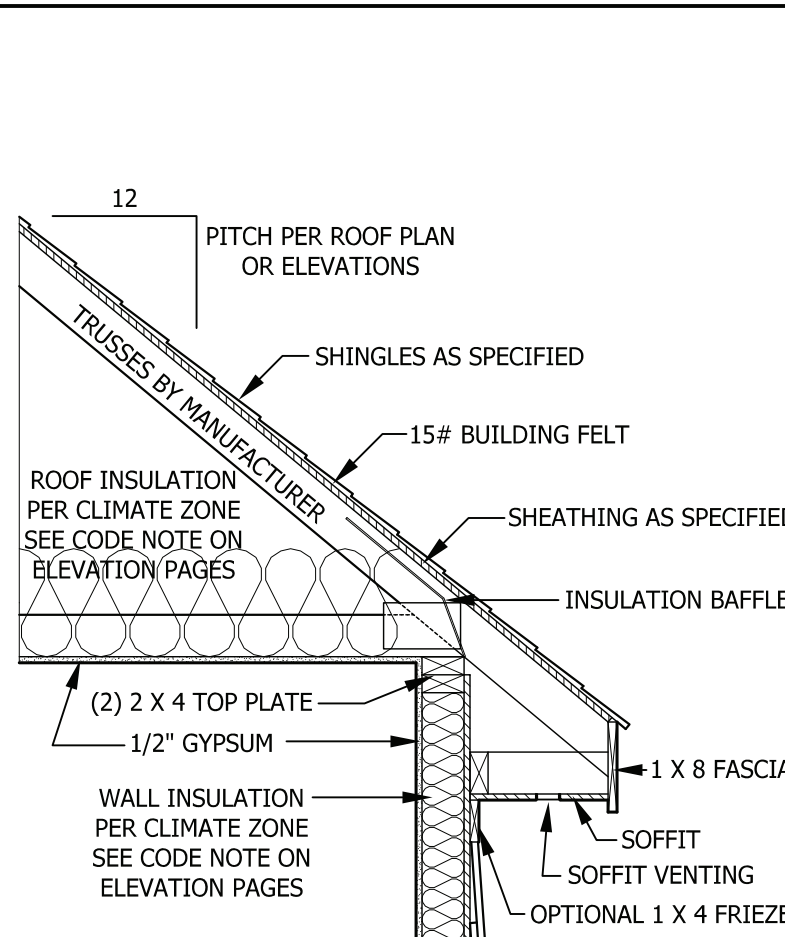 12
PITCH PER ROOF PLAN
OR ELEVATIONS
TRUSSES BY MANUFACTURER
SHINGLES AS SPECIFIED
15# BUILDING FELT
ROOF INSULATION
PER CLIMATE ZONE
SEE CODE NOTE ON
ELEVATION PAGES
SHEATHING AS SPECIFIED
INSULATION BAFFLE
(2) 2 X 4 TOP PLATE
1/2" GYPSUM
1 X 8 FASCIA
WALL INSULATION
PER CLIMATE ZONE
SEE CODE NOTE ON
ELEVATION PAGES
SOFFIT
SOFFIT VENTING
OPTIONAL 1 X 4 FRIEZE